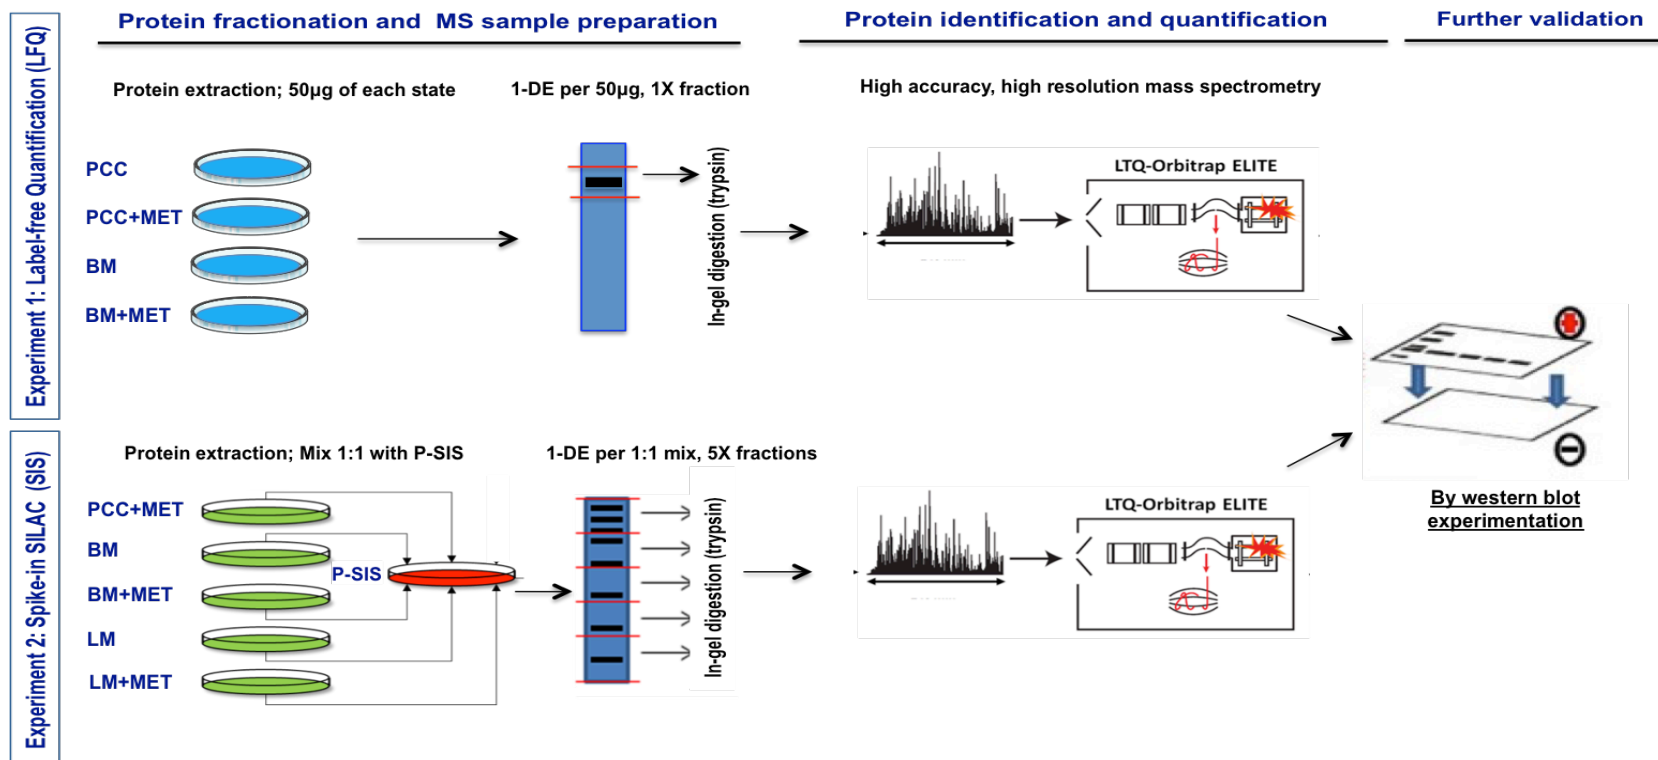 Protein fractionation and MS sample preparation
Protein identification and quantification
Further validation
Experiment 1: Label-free Quantification (LFQ)
Protein extraction; 50µg of each state
1-DE per 50µg, 1X fraction
High accuracy, high resolution mass spectrometry
PCC
PCC+MET
BM
BM+MET
In-gel digestion (trypsin)
LTQ-Orbitrap ELITE
Experiment 2: Spike-in SILAC (SIS)
Protein extraction; Mix 1:1 with P-SIS
1-DE per 1:1 mix, 5X fractions
PCC+MET
BM
BM+MET
LM
LM+MET
P-SIS
In-gel digestion (trypsin)
LTQ-Orbitrap ELITE
By western blot
experimentation